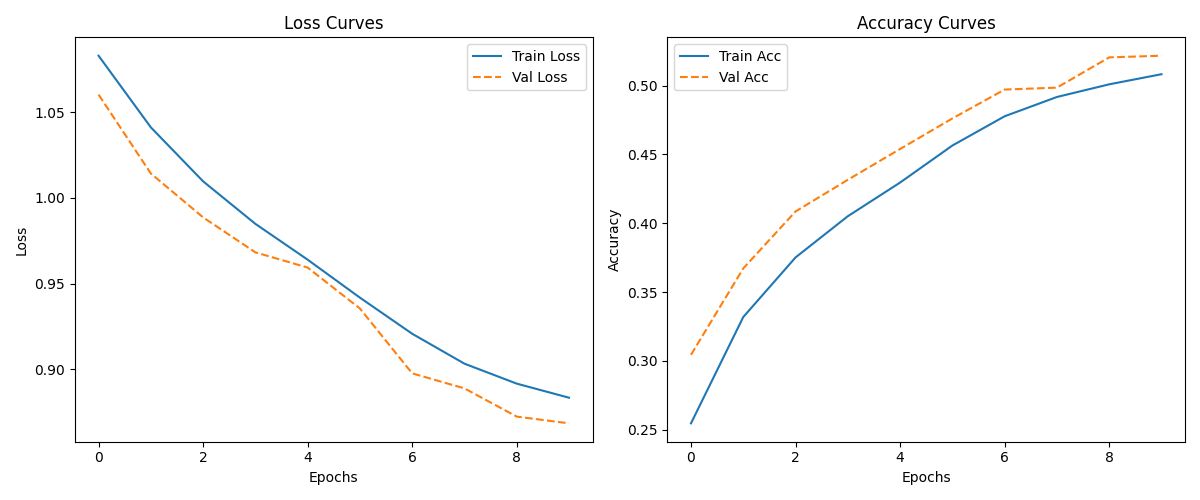 Loss Curves
Train Loss
Val Loss
1.05
1.00
0.95
0.90
Loss
0 2 4 6 8
Epochs
Accuracy Curves
Train Acc
Val Acc
0.50
0.45
0.40
0.35
0.30
0.25
Accuracy
0 2 4 6 8
Epochs